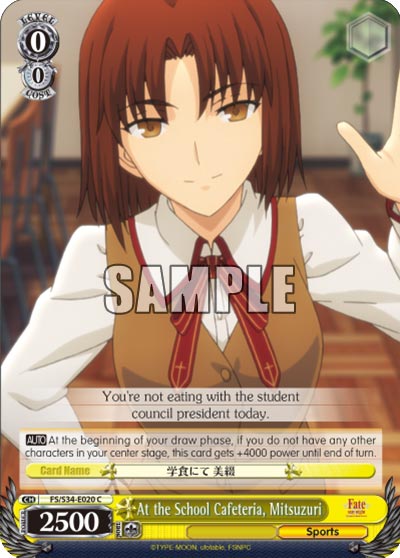 LEVEL
0
0
COST
SAMPLE
You're not eating with the student
council president today.
AUTO At the beginning of your draw phase, if you do not have any other
characters in your center stage, this card gets +4000 power until end of turn.
Card Name
学食にて 美綴
CH FS/S34-E020 C
At the School Cafeteria, Mitsuzuri
2500
Fate
Sports
©TYPE-MOON, ufotable, FSNPC